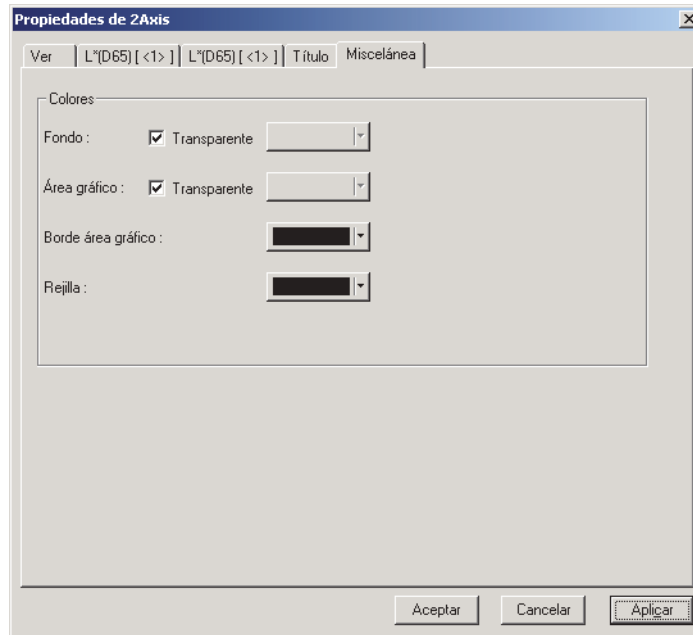 Propiedades de 2Axis
Ver L*(D65) [ <1> ] L*(D65) [ <1> ] Título Miscelánea
Colores
Fondo : Transparente
Área gráfico : Transparente
Borde área gráfico :
Rejilla :
Aceptar Cancelar Aplicar